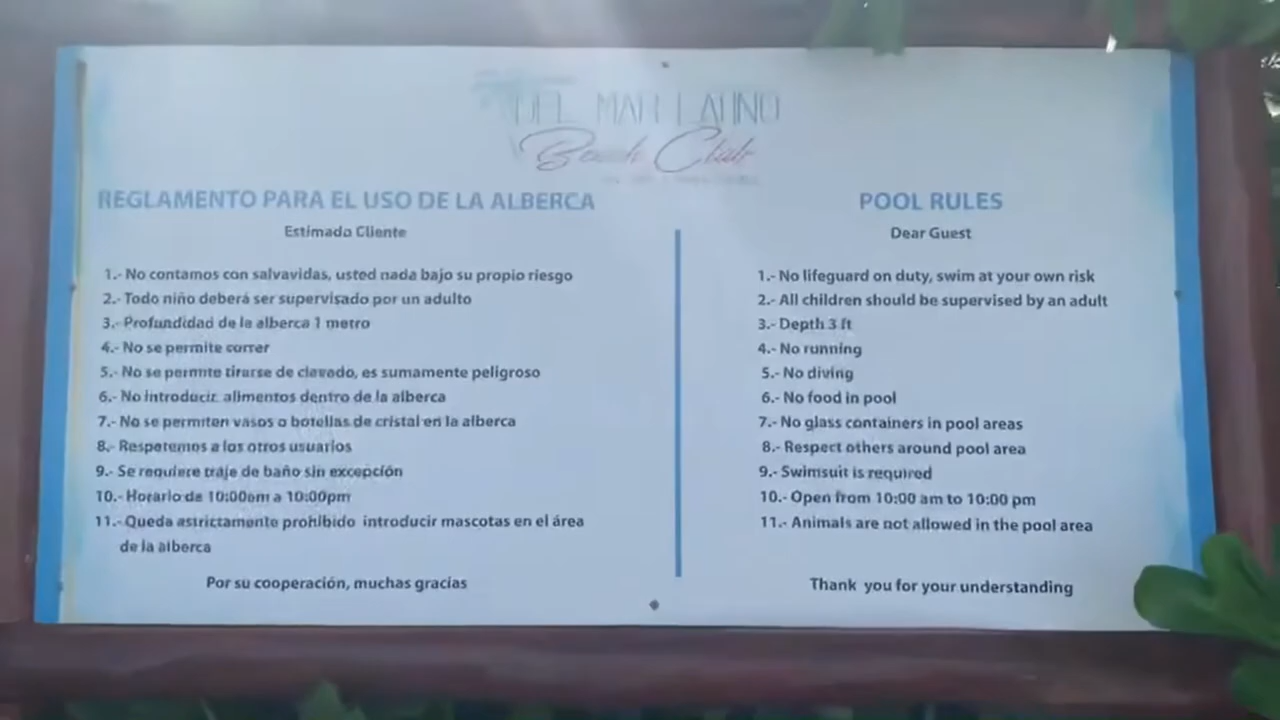 DEL MAR LATINO
Beach Club
REGLAMENTO PARA EL USO DE LA ALBERCA
Estimado Cliente
1.- No contamos con salvavidas, usted nada bajo su propio riesgo
2.- Todo niño deberá ser supervisado por un adulto
3.- Profundidad de la alberca 1 metro
4.- No se permite correr
5.- No se permite tirarse de clavado, es sumamente peligroso
6.- No introducir alimentos dentro de la alberca
7.- No se permiten vasos o botellas de cristal en la alberca
8.- Respetemos a los otros usuarios
9.- Se requiere traje de baño sin excepción
10.- Horario de 10:00am a 10:00pm
11.- Queda astrictamente prohibido introducir mascotas en el área
de la alberca
Por su cooperación, muchas gracias
POOL RULES
Dear Guest
1.- No lifeguard on duty, swim at your own risk
2.- All children should be supervised by an adult
3.- Depth 3 ft
4.- No running
5.- No diving
6.- No food in pool
7.- No glass containers in pool areas
8.- Respect others around pool area
9.- Swimsuit is required
10.- Open from 10:00 am to 10:00 pm
11.- Animals are not allowed in the pool area
Thank you for your understanding